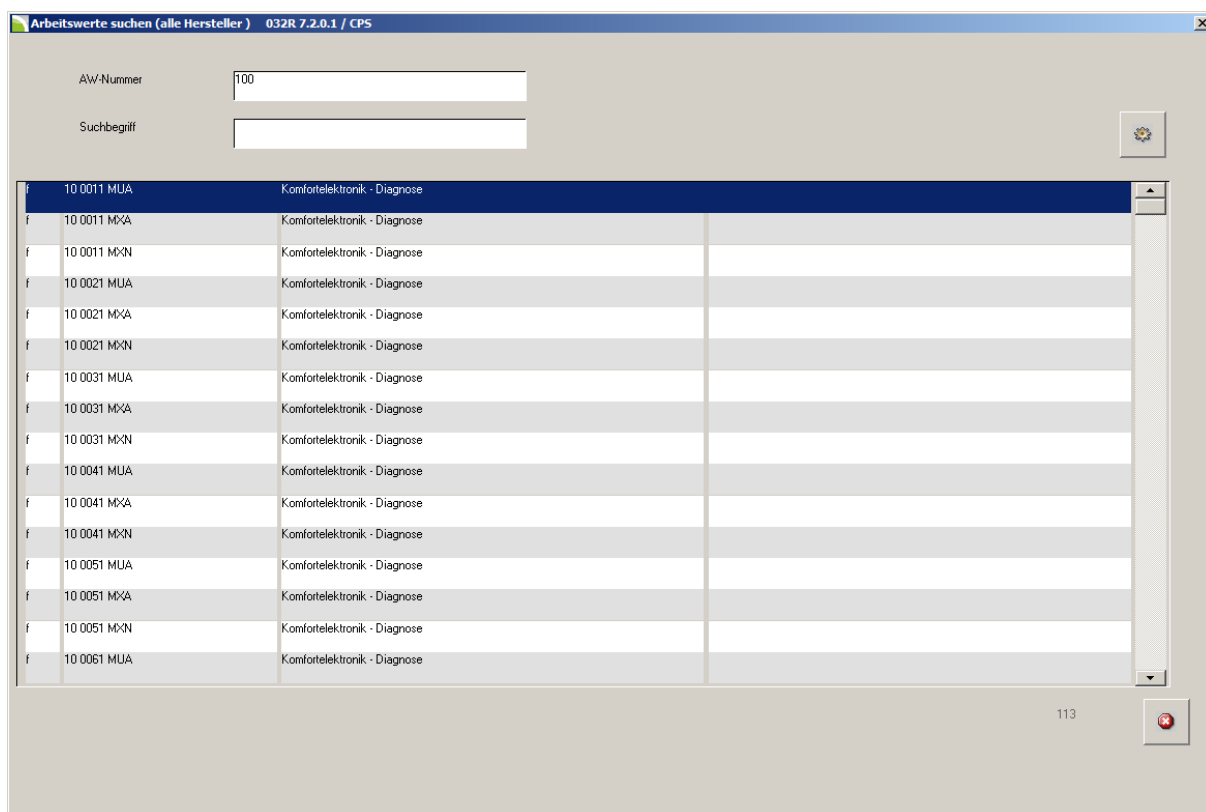 Arbeitswerte suchen (alle Hersteller ) 032R 7.2.0.1 / CPS
AW-Nummer 100
Suchbegriff
f 10 0011 MUA Komfortelektronik - Diagnose
f 10 0011 MXA Komfortelektronik - Diagnose
f 10 0011 MXN Komfortelektronik - Diagnose
f 10 0021 MUA Komfortelektronik - Diagnose
f 10 0021 MXA Komfortelektronik - Diagnose
f 10 0021 MXN Komfortelektronik - Diagnose
f 10 0031 MUA Komfortelektronik - Diagnose
f 10 0031 MXA Komfortelektronik - Diagnose
f 10 0031 MXN Komfortelektronik - Diagnose
f 10 0041 MUA Komfortelektronik - Diagnose
f 10 0041 MXA Komfortelektronik - Diagnose
f 10 0041 MXN Komfortelektronik - Diagnose
f 10 0051 MUA Komfortelektronik - Diagnose
f 10 0051 MXA Komfortelektronik - Diagnose
f 10 0051 MXN Komfortelektronik - Diagnose
f 10 0061 MUA Komfortelektronik - Diagnose
113